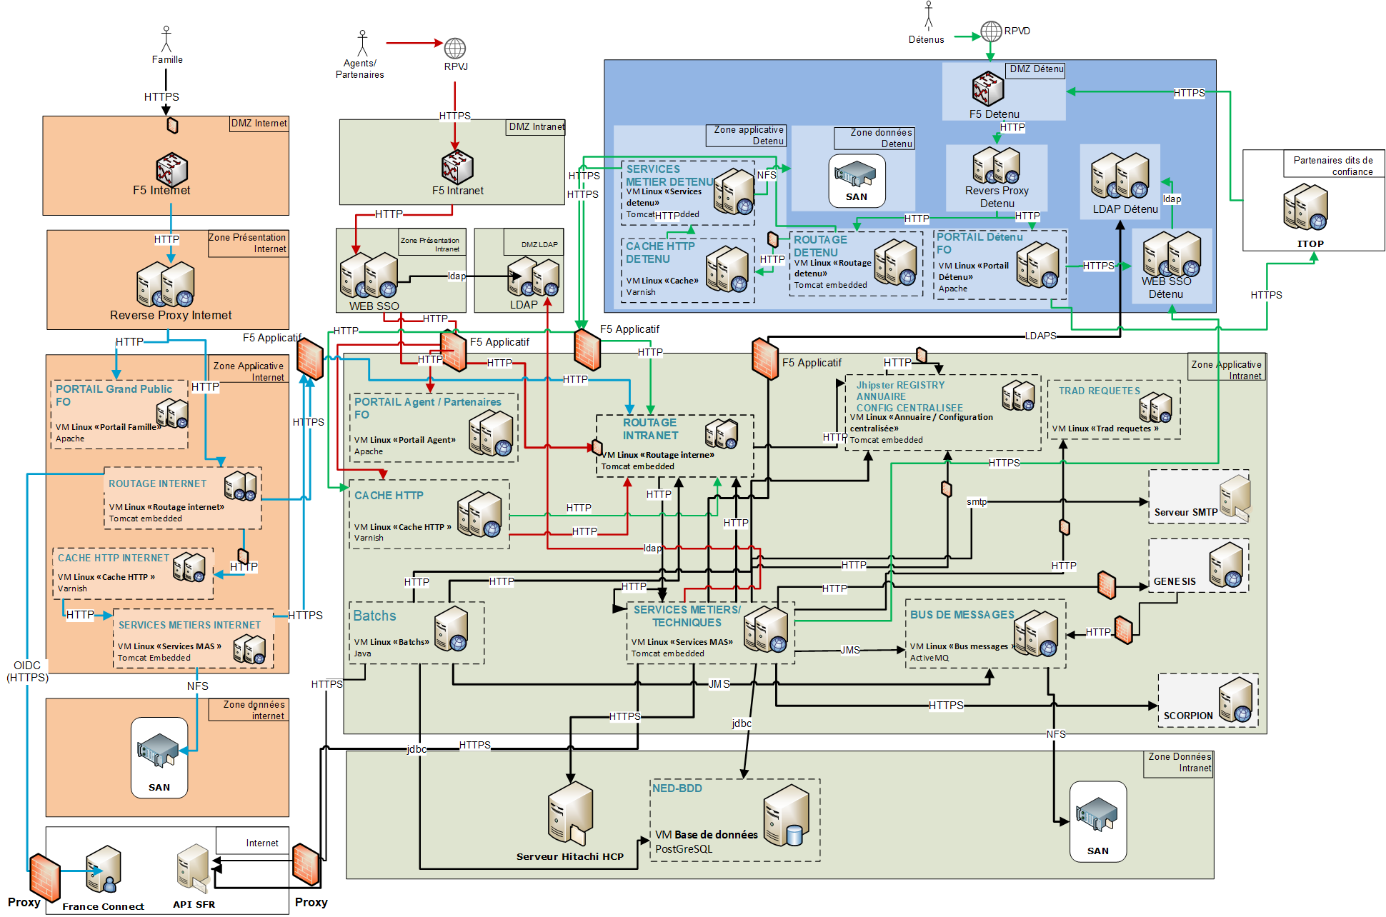 Famille
HTTPS
DMZ Internet
F5 Internet
HTTP
Zone Présentation
Internet
Reverse Proxy Internet
HTTP
HTTP
F5 Applicatif
Zone Applicative
Internet
PORTAIL Grand Public
FO
VM Linux «Portail Famille»
Apache
HTTPS
ROUTAGE INTERNET
VM Linux «Routage internet»
Tomcat embedded
CACHE HTTP INTERNET
VM Linux «Cache HTTP »
Varnish
HTTP
HTTP
HTTPS
SERVICES METIERS INTERNET
VM Linux «Services MAS »
Tomcat Embedded
OIDC
(HTTPS)
NFS
Zone données
internet
SAN
Internet
Proxy
France Connect
API SFR
Proxy
Agents/
Partenaires
RPVJ
HTTPS
DMZ Intranet
F5 Intranet
HTTP
Zone Présentation
Intranet
WEB SSO
ldap
DMZ LDAP
LDAP
HTTP
HTTP
F5 Applicatif
HTTP
HTTP
F5 Applicatif
HTTP
HTTP
F5 Applicatif
LDAPS
Détenus
RPVD
DMZ Détenu
F5 Detenu
HTTPS
HTTP
Zone applicative
Detenu
Zone données
Detenu
SAN
HTTPS
HTTPS
SERVICES
METIER DETENU
VM Linux «Services
detenu»
HTTP
NFS
Revers Proxy
Detenu
LDAP Détenu
ldap
HTTP
HTTP
CACHE HTTP
DETENU
VM Linux «Cache»
Varnish
HTTP
ROUTAGE
DETENU
VM Linux «Routage
detenu»
Tomcat embedded
PORTAIL Détenu
FO
VM Linux «Portail
Détenu»
Apache
HTTPS
WEB SSO
Détenu
Partenaires dits de
confiance
ITOP
HTTPS
Zone Applicative
Intranet
PORTAIL Agent / Partenaires
FO
VM Linux «Portail Agent»
Apache
ROUTAGE
INTRANET
VM Linux «Routage interne»
Tomcat embedded
HTTP
HTTP
Jhipster REGISTRY
ANNUAIRE
CONFIG CENTRALISEE
VM Linux «Annuaire / Configuration
centralisée»
Tomcat embedded
TRAD REQUETES
VM Linux «Trad requetes »
HTTPS
CACHE HTTP
VM Linux «Cache HTTP »
Varnish
HTTP
HTTP
HTTP
HTTP
smtp
Serveur SMTP
ldap
HTTP
HTTP
HTTP
HTTP
HTTP
HTTP
GENESIS
HTTP
Batchs
VM Linux «Batchs»
Java
SERVICES METIERS/
TECHNIQUES
VM Linux «Services MAS»
Tomcat embedded
JMS
BUS DE MESSAGES
VM Linux «Bus messages »
ActiveMQ
HTTPS
JMS
HTTPS
SCORPION
HTTPS
jdbc
NFS
jdbc
HTTPS
Zone Données
Intranet
Serveur Hitachi HCP
NED-BDD
VM Base de données
PostGreSQL
SAN